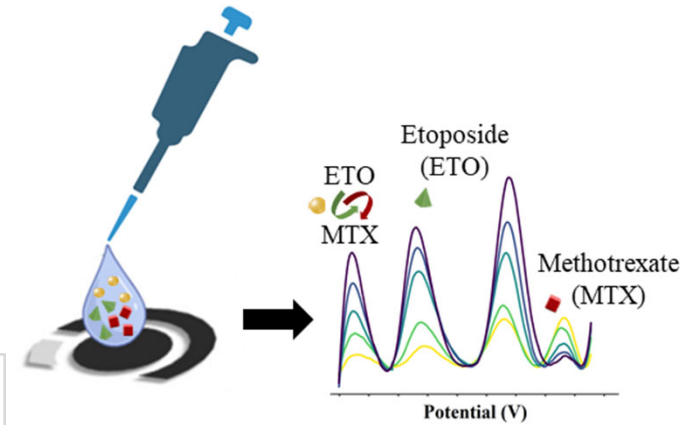 Etoposide
(ETO)
ETO
MTX
Methotrexate
(MTX)
Potential (V)